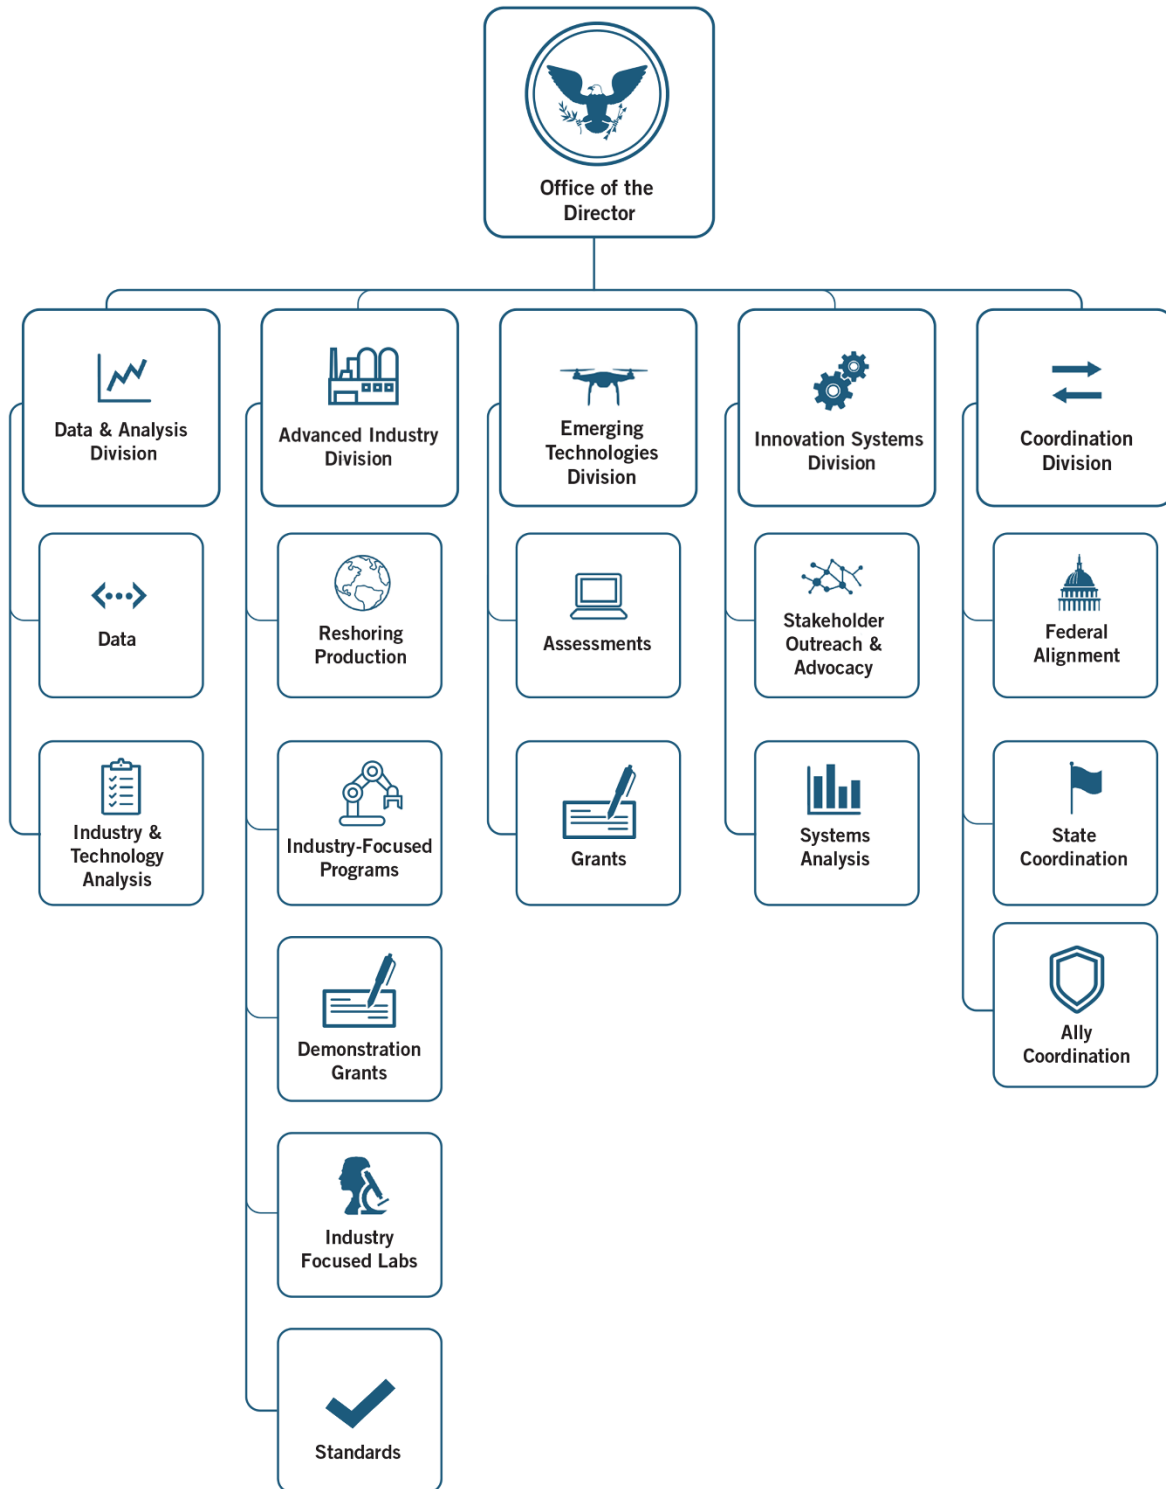 Office of the
Director
Data & Analysis
Division
Advanced Industry
Division
Emerging
Technologies
Division
Innovation Systems
Division
Coordination
Division
Data
Reshoring
Production
Assessments
Stakeholder
Outreach &
Advocacy
Federal
Alignment
Industry &
Technology
Analysis
Industry-Focused
Programs
Grants
Systems
Analysis
State
Coordination
Demonstration
Grants
Ally
Coordination
Industry
Focused Labs
Standards